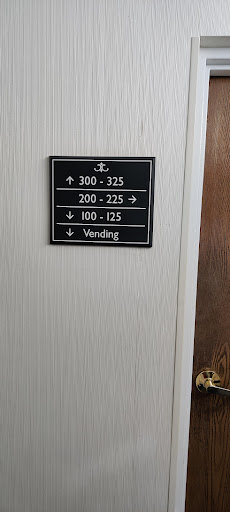 ↑ 300 - 325
200 - 225 →
↓ 100 - 125
↓ Vending